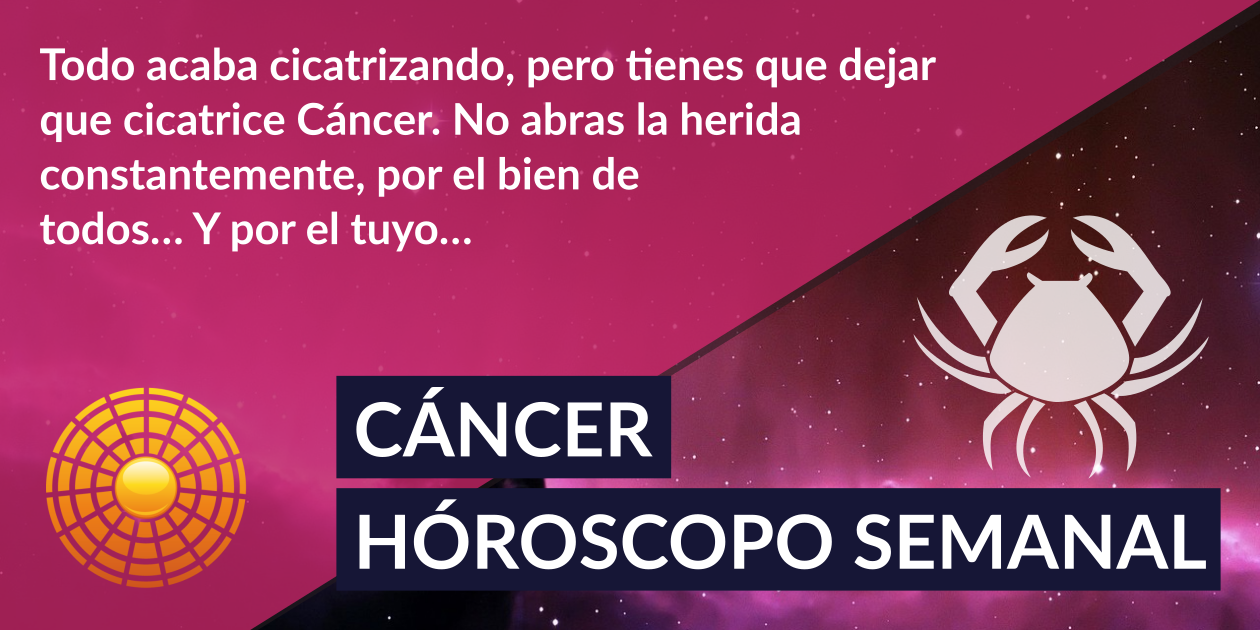 Todo acaba cicatrizando, pero tienes que dejar
que cicatrice Cáncer. No abras la herida
constantemente, por el bien de
todos... Y por el tuyo...
CÁNCER
HÓROSCOPO SEMANAL